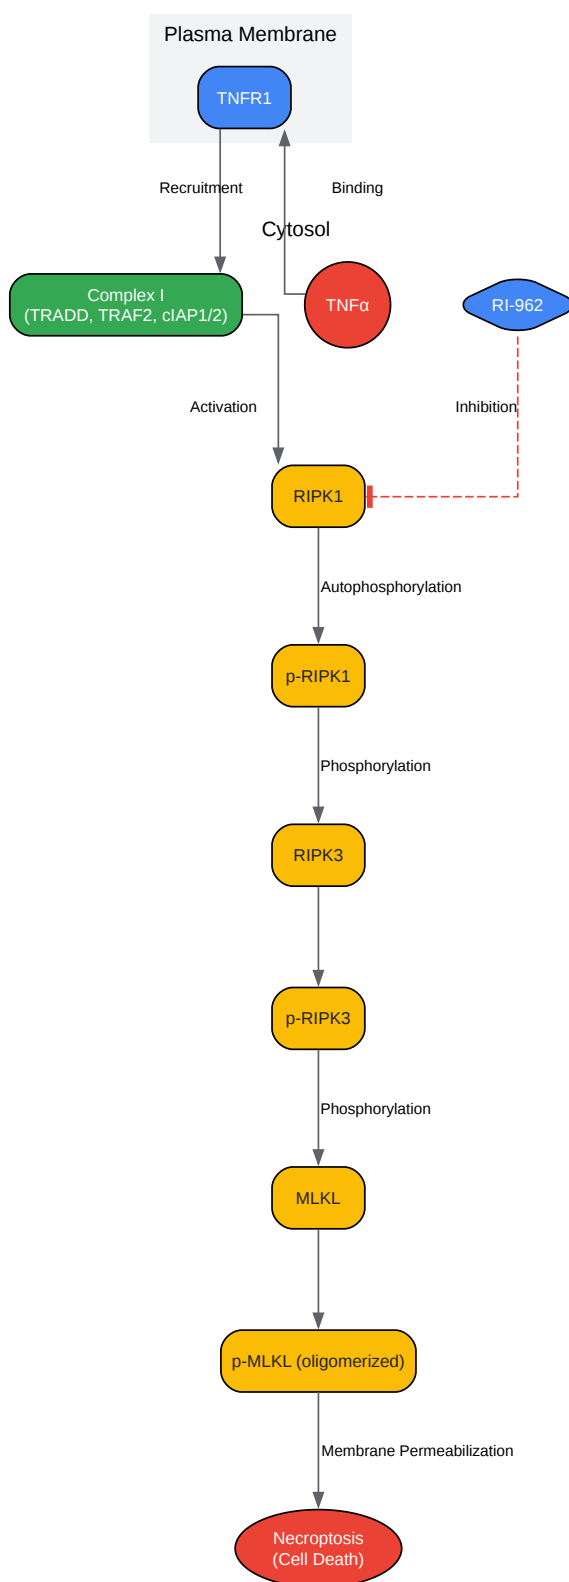 Plasma Membrane
TNFR1
Recruitment
Binding
Cytosol
Complex I
(TRADD, TRAF2, cIAP1/2)
TNFα
RI-962
Activation
Inhibition
RIPK1
Autophosphorylation
p-RIPK1
Phosphorylation
RIPK3
p-RIPK3
Phosphorylation
MLKL
p-MLKL (oligomerized)
Membrane Permeabilization
Necroptosis
(Cell Death)